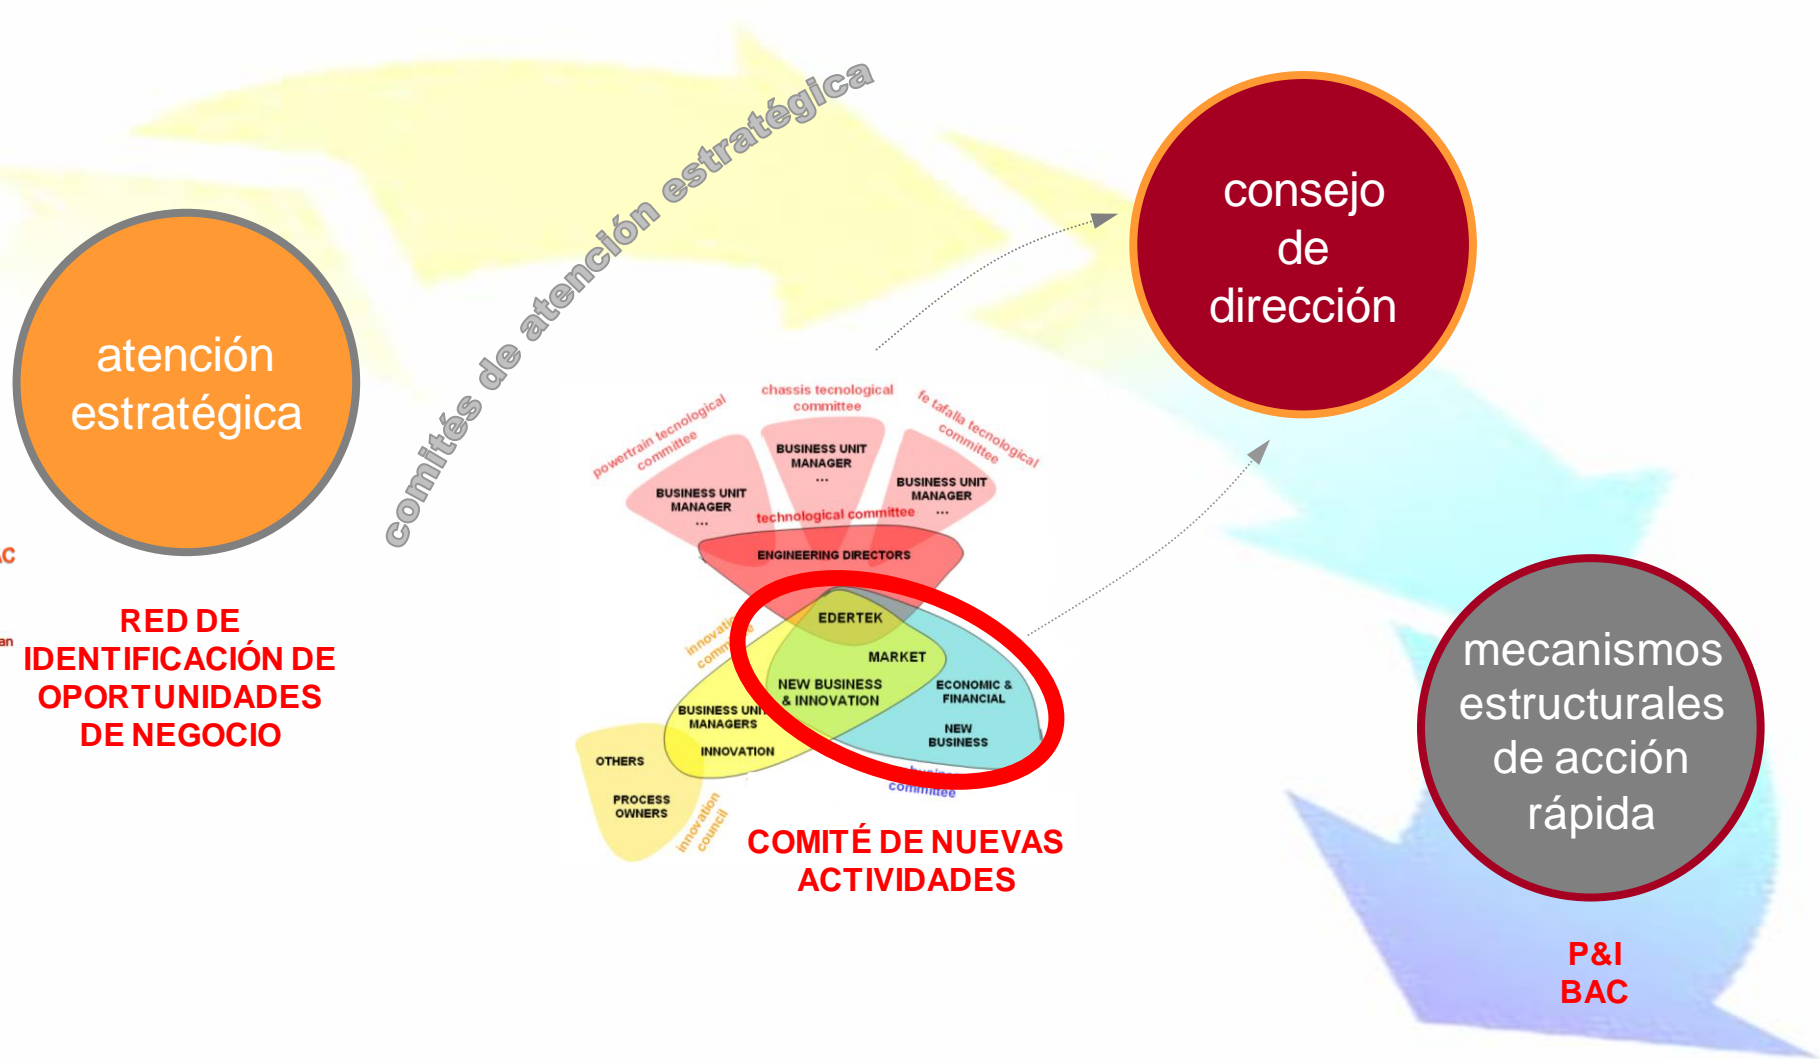 comités de atención estratégica
consejo
de
dirección
atención
estratégica
RED DE
IDENTIFICACIÓN DE
OPORTUNIDADES
DE NEGOCIO
powertrain tecnological
committee
chassis tecnological
committee
fe tafalla tecnological
committee
BUSINESS UNIT
MANAGER
...
BUSINESS UNIT
MANAGER
...
BUSINESS UNIT
MANAGER
...
technological committee
ENGINEERING DIRECTORS
EDERTEK
MARKET
NEW BUSINESS
& INNOVATION
ECONOMIC &
FINANCIAL
NEW
BUSINESS
BUSINESS UNIT
MANAGERS
INNOVATION
OTHERS
PROCESS
OWNERS
innovation
council
committee
COMITÉ DE NUEVAS
ACTIVIDADES
mecanismos
estructurales
de acción
rápida
P&I
BAC